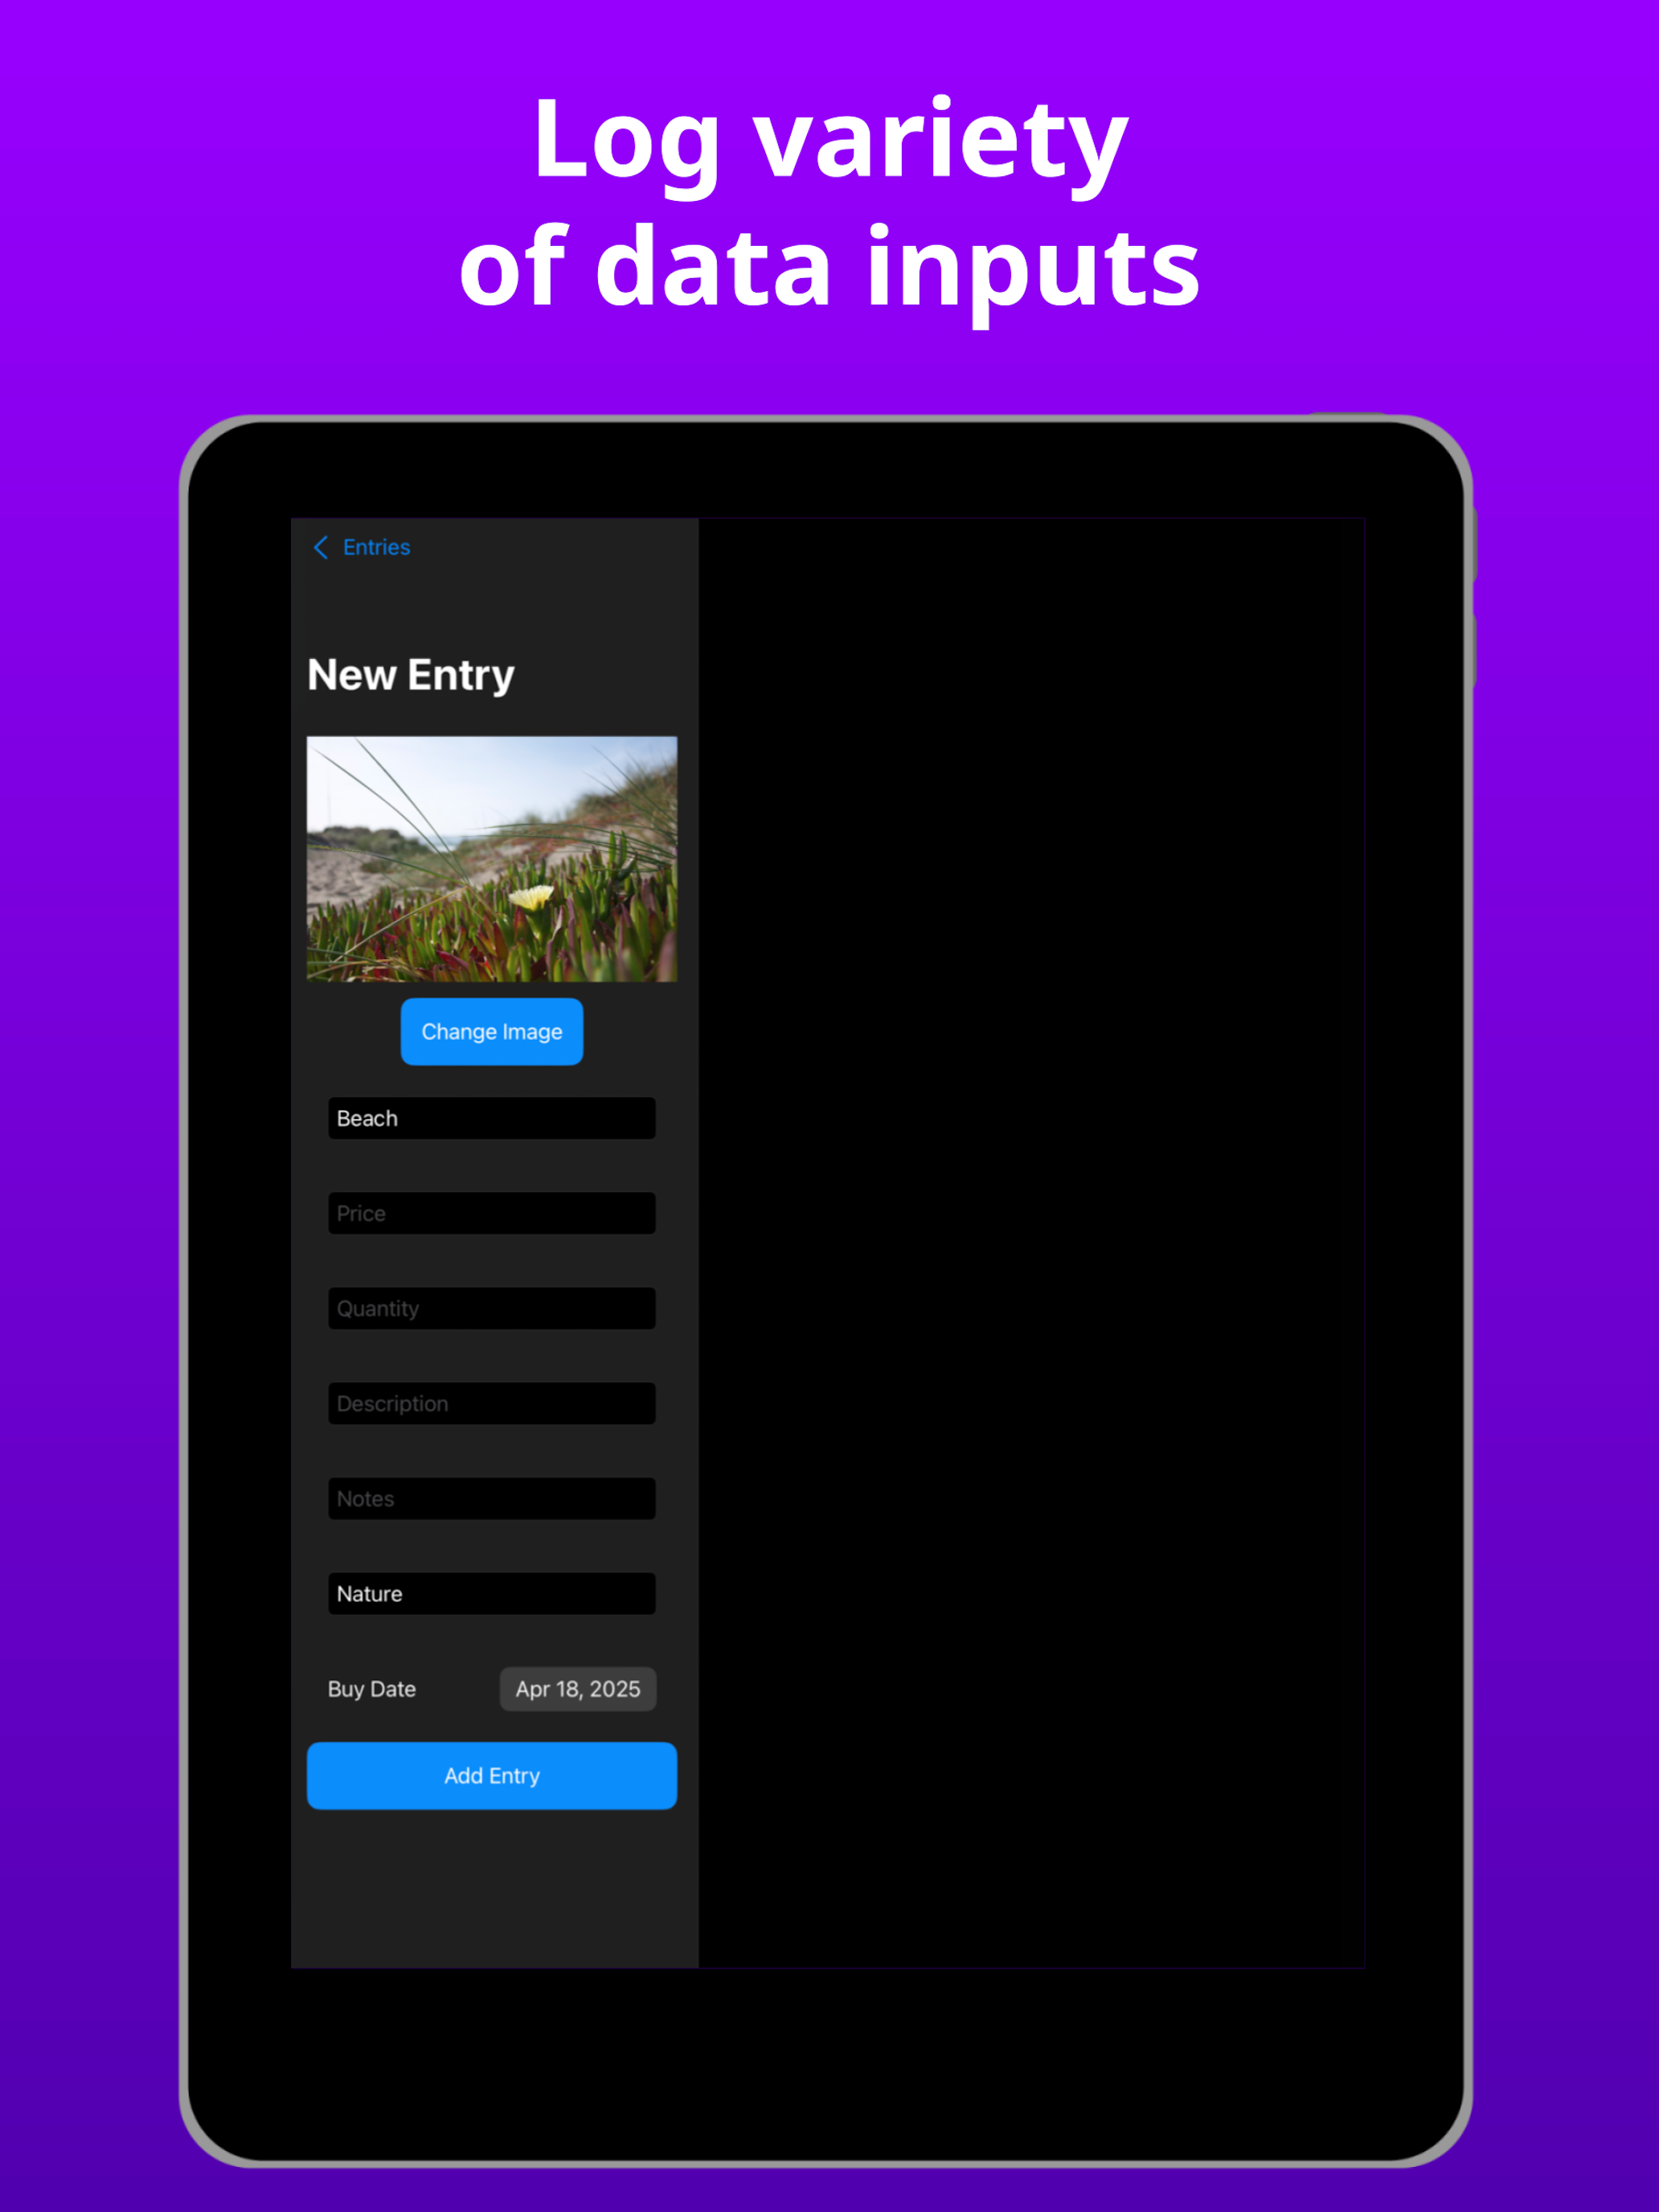 Log variety
of data inputs
Entries
New Entry
Change Image
Beach
Price
Quantity
Description
Notes
Nature
Buy Date Apr 18, 2025
Add Entry